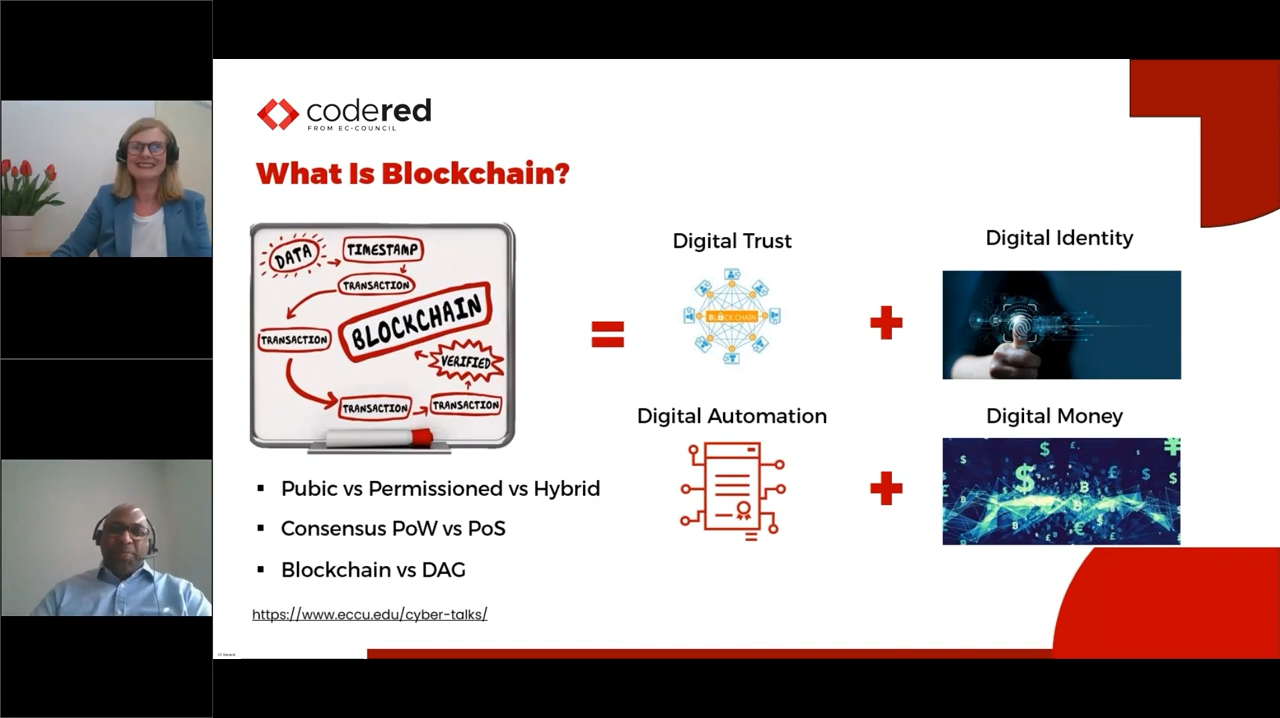 codered
FROM EC-COUNCIL
What Is Blockchain?
DATA
TIMESTAMP
TRANSACTION
BLOCKCHAIN
TRANSACTION
VERIFIED
TRANSACTION
TRANSACTION
Digital Trust
BLOCK CHAIN
Digital Identity
Digital Automation
Digital Money
Pubic vs Permissioned vs Hybrid
Consensus PoW vs PoS
Blockchain vs DAG
https://www.eccu.edu/cyber-talks/